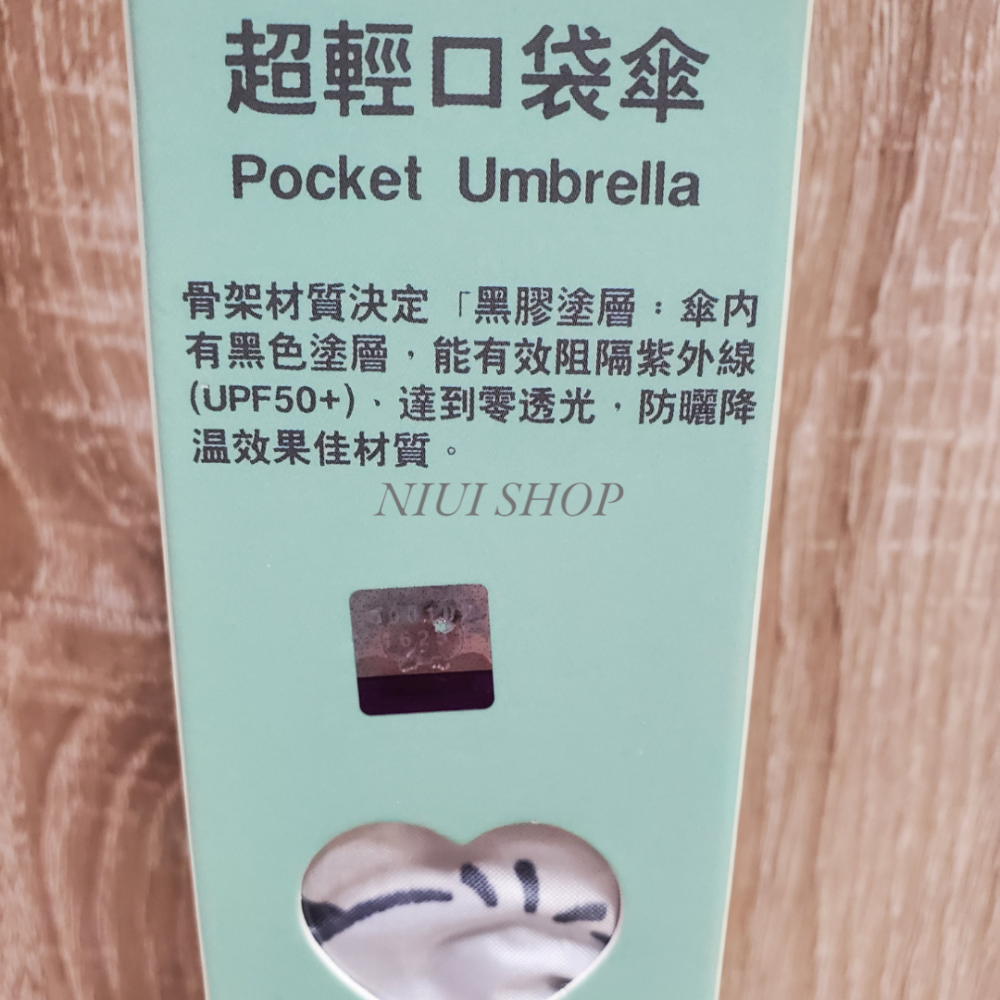 超輕口袋傘
Pocket Umbrella
骨架材質決定「黑膠塗層：傘內
有黑色塗層，能有效阻隔紫外線
(UPF50+)、達到零透光，防曬降
温效果佳材質。
NIUI SHOP